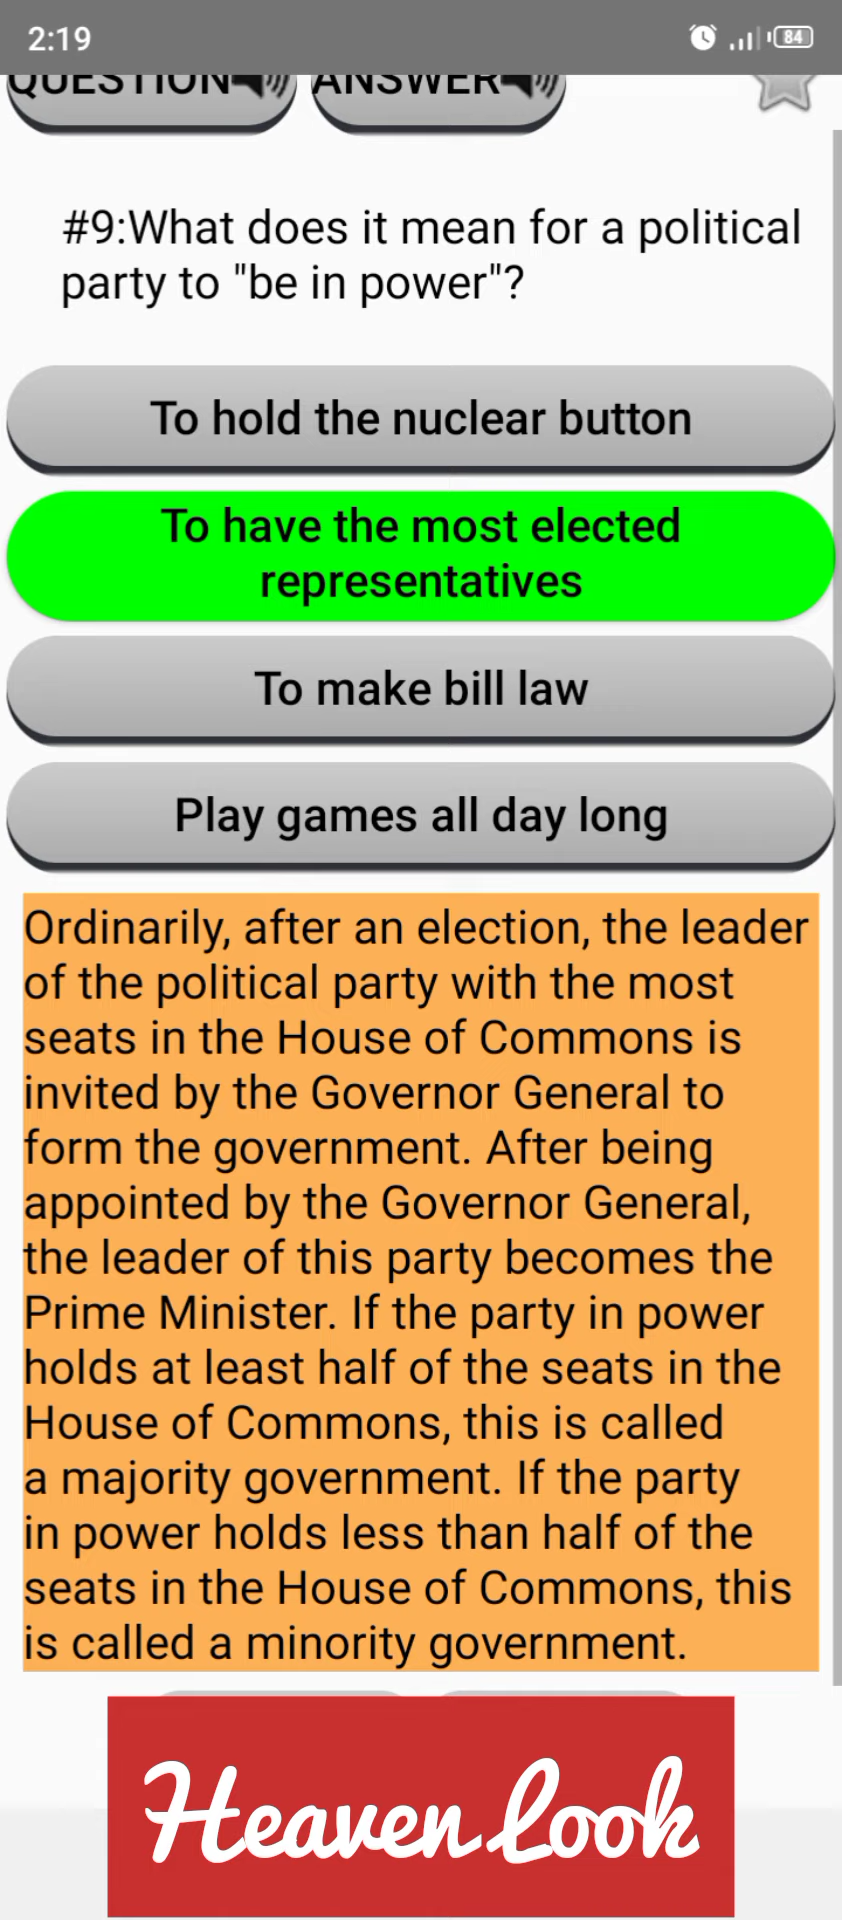 2:19
84
QUESTION
ANSWER
#9:What does it mean for a political
party to "be in power"?
To hold the nuclear button
To have the most elected
representatives
To make bill law
Play games all day long
Ordinarily, after an election, the leader
of the political party with the most
seats in the House of Commons is
invited by the Governor General to
form the government. After being
appointed by the Governor General,
the leader of this party becomes the
Prime Minister. If the party in power
holds at least half of the seats in the
House of Commons, this is called
a majority government. If the party
in power holds less than half of the
seats in the House of Commons, this
is called a minority government.
Heaven Look